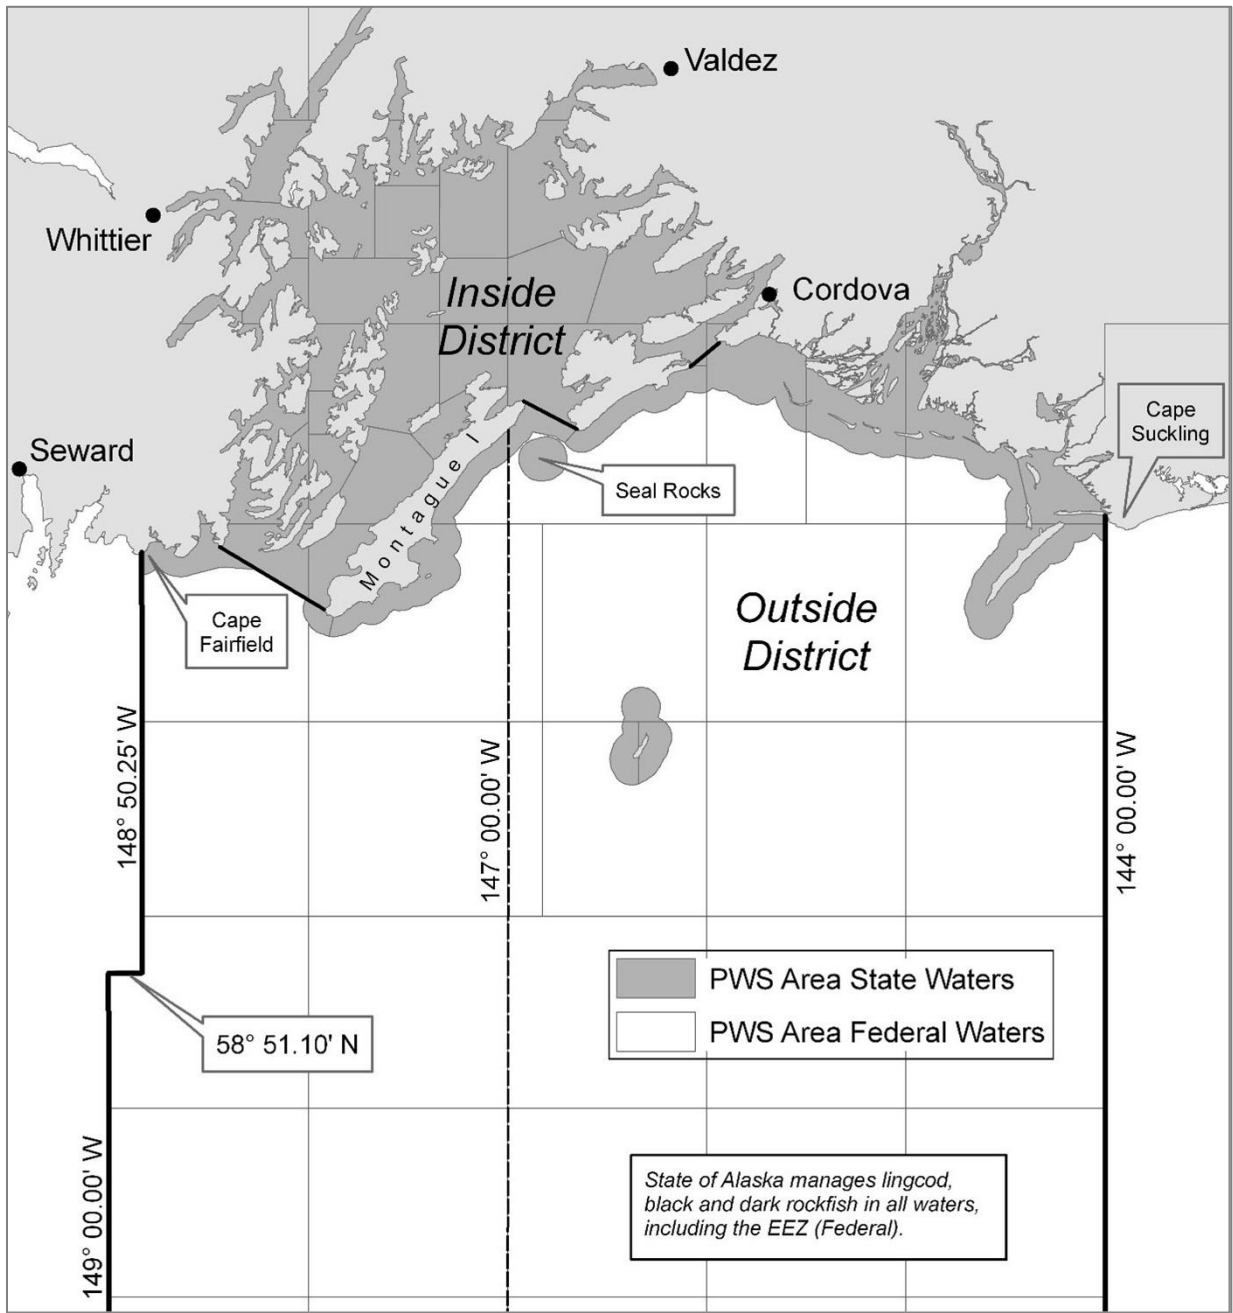 Valdez
Whittier
Inside
District
Cordova
Cape
Suckling
Seward
Montague I
Seal Rocks
Cape
Fairfield
Outside
District
148° 50.25' W
147° 00.00' W
144° 00.00' W
58° 51.10' N
PWS Area State Waters
PWS Area Federal Waters
149° 00.00' W
State of Alaska manages lingcod,
black and dark rockfish in all waters,
including the EEZ (Federal).